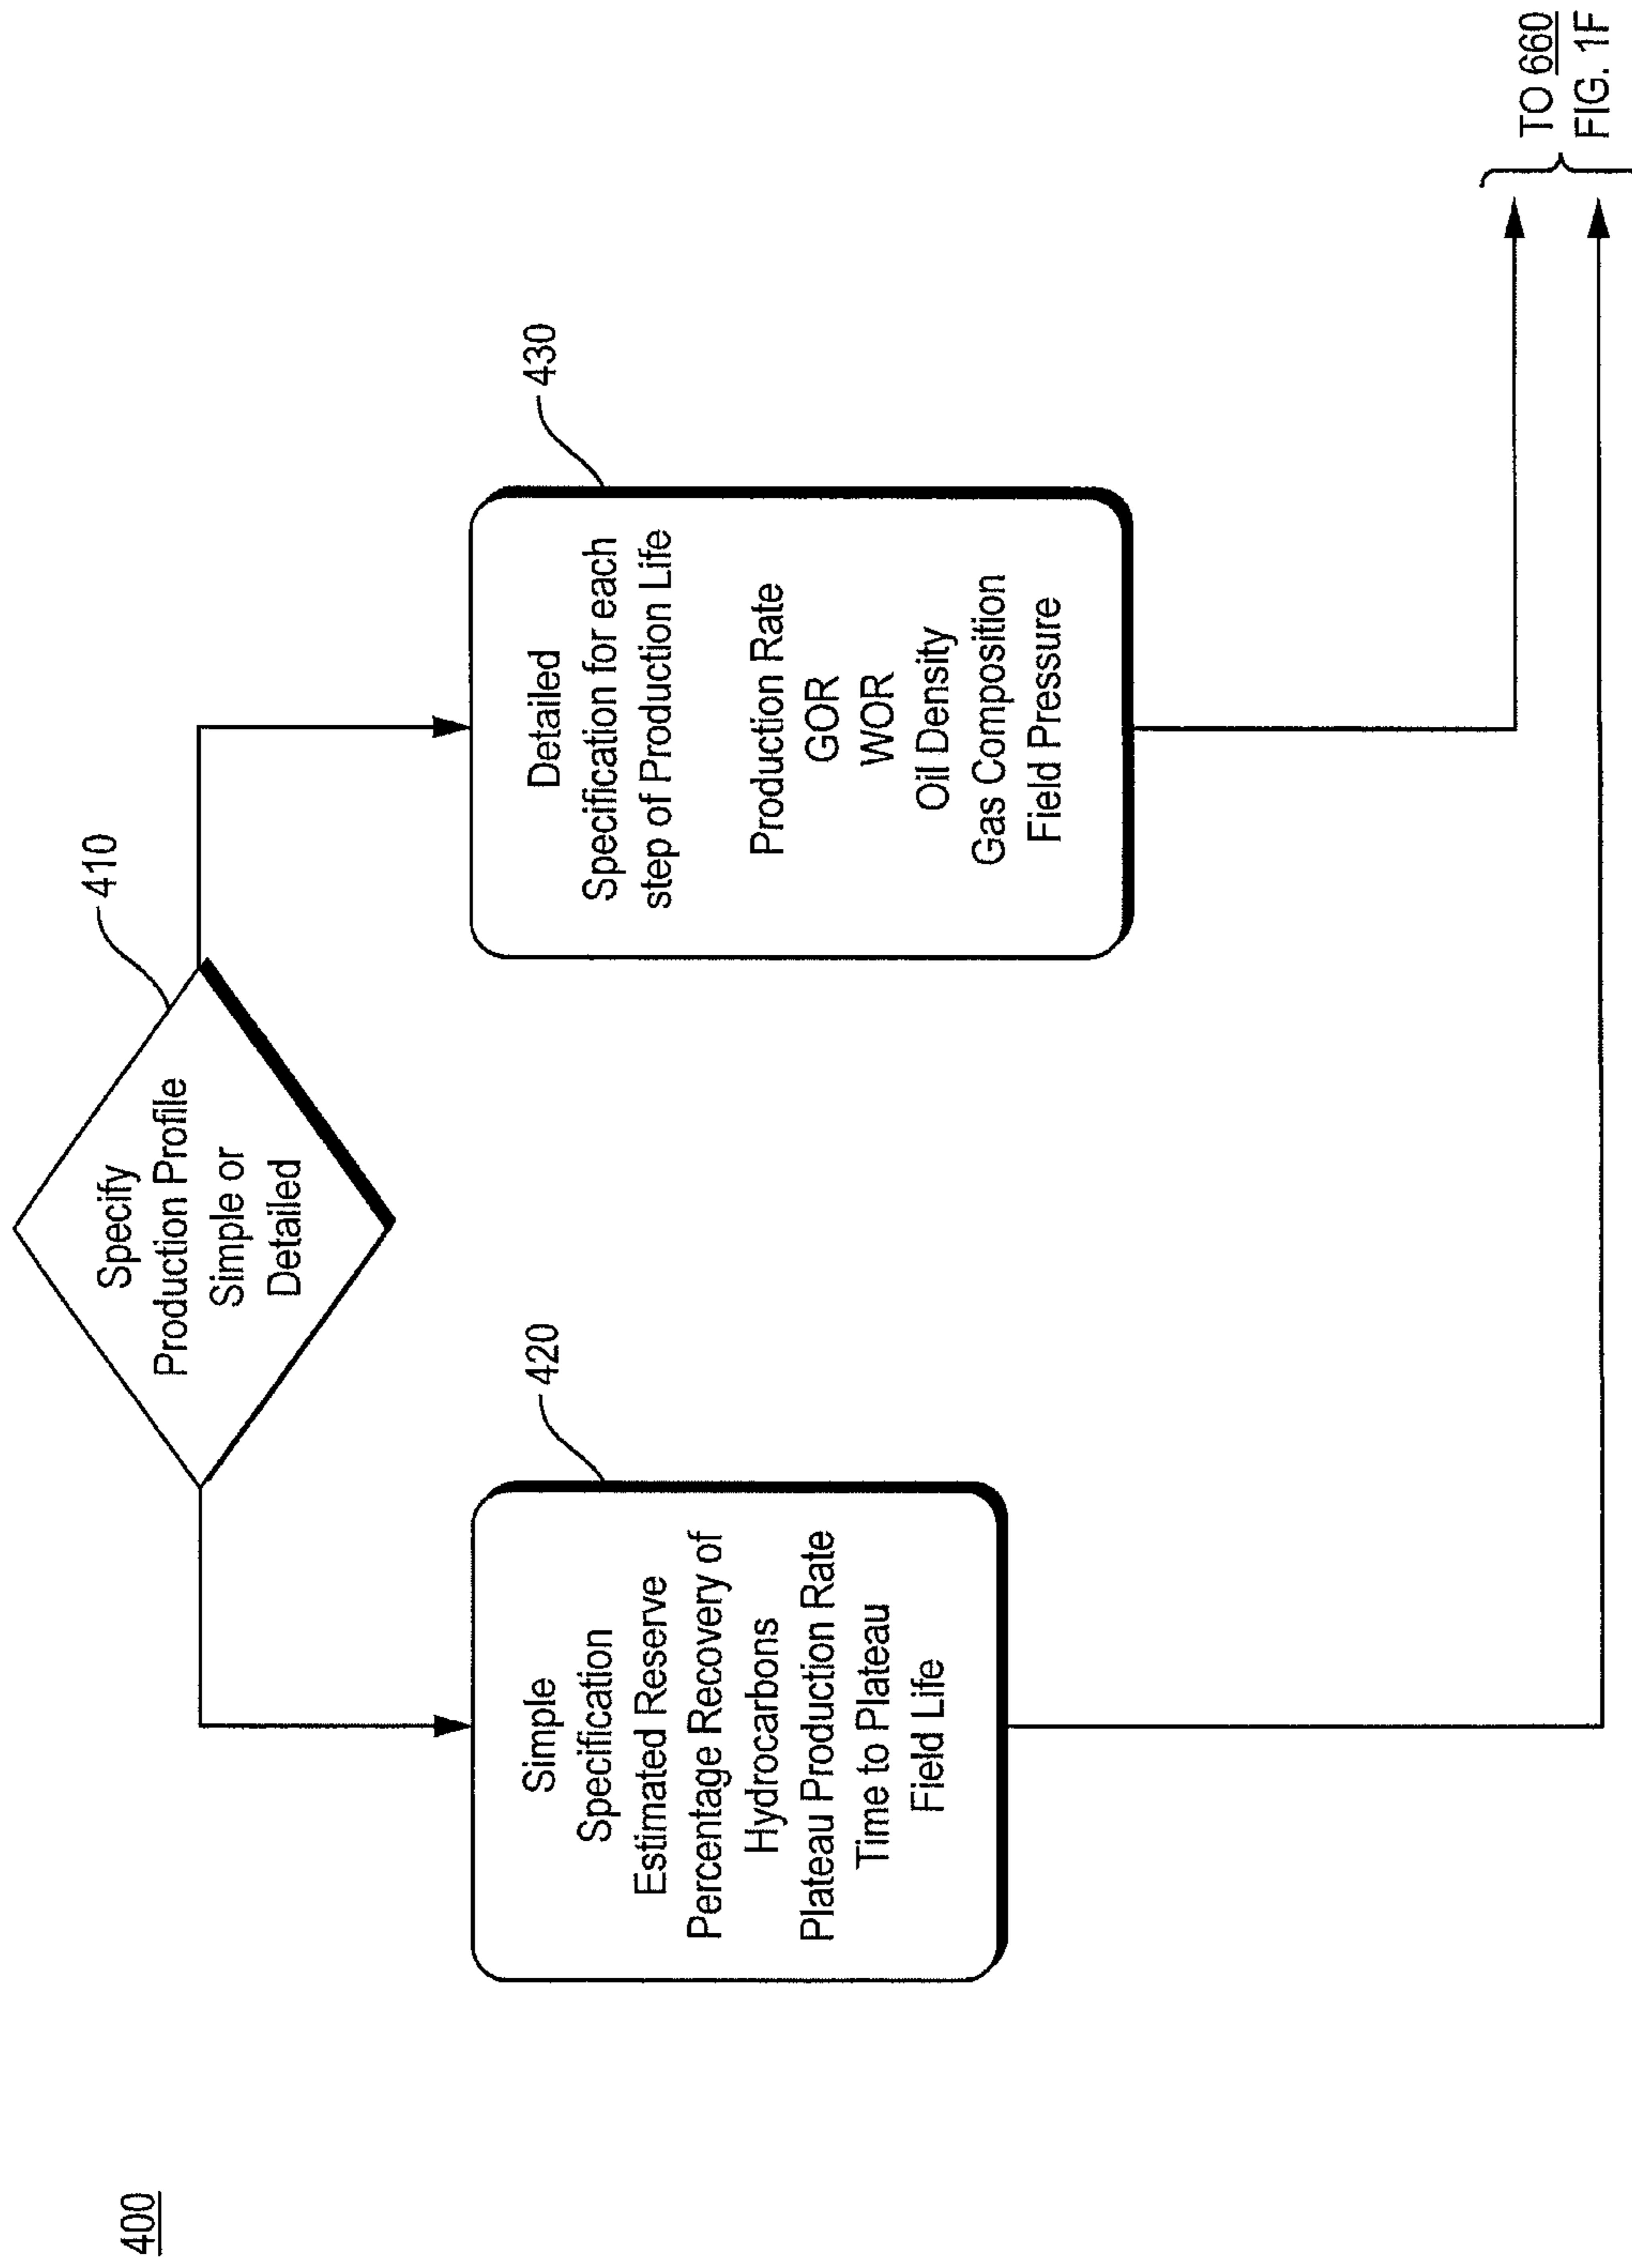 400
410
Specify
Production Profile
Simple or
Detailed
420
Simple
Specification
Estimated Reserve
Percentage Recovery of
Hydrocarbons
Plateau Production Rate
Time to Plateau
Field Life
430
Detailed
Specification for each
step of Production Life
Production Rate
GOR
WOR
Oil Density
Gas Composition
Field Pressure
TO 660
FIG. 1F